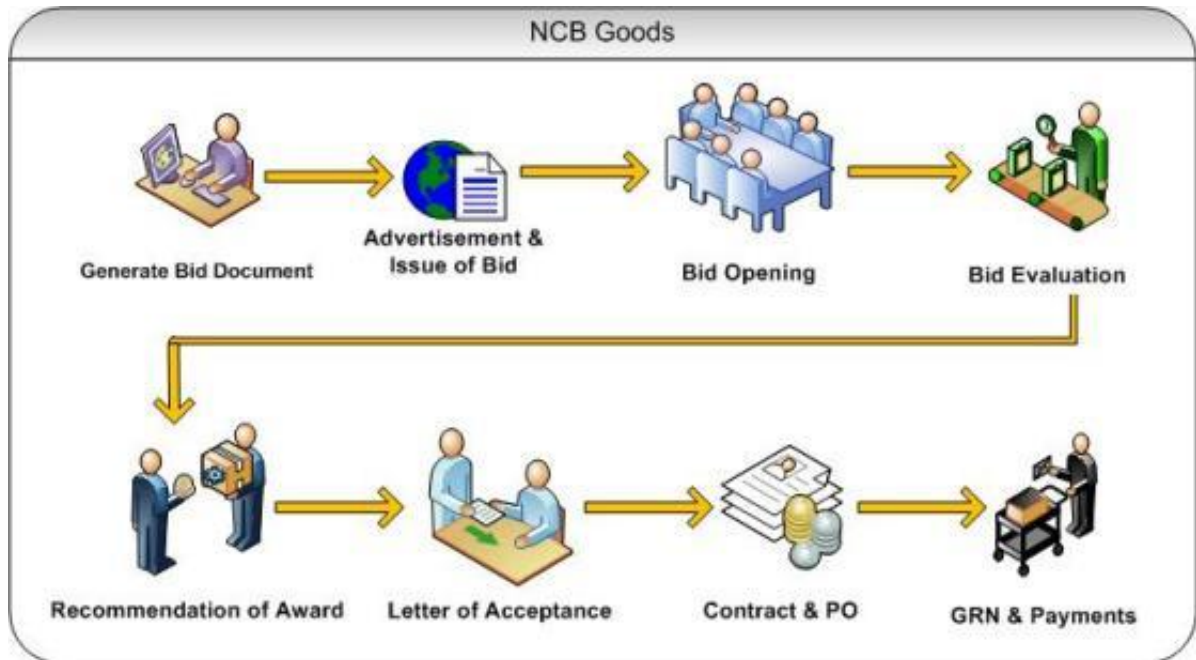 NCB Goods
Generate Bid Document
Advertisement &
Issue of Bid
Bid Opening
Bid Evaluation
Recommendation of Award
Letter of Acceptance
Contract & PO
GRN & Payments